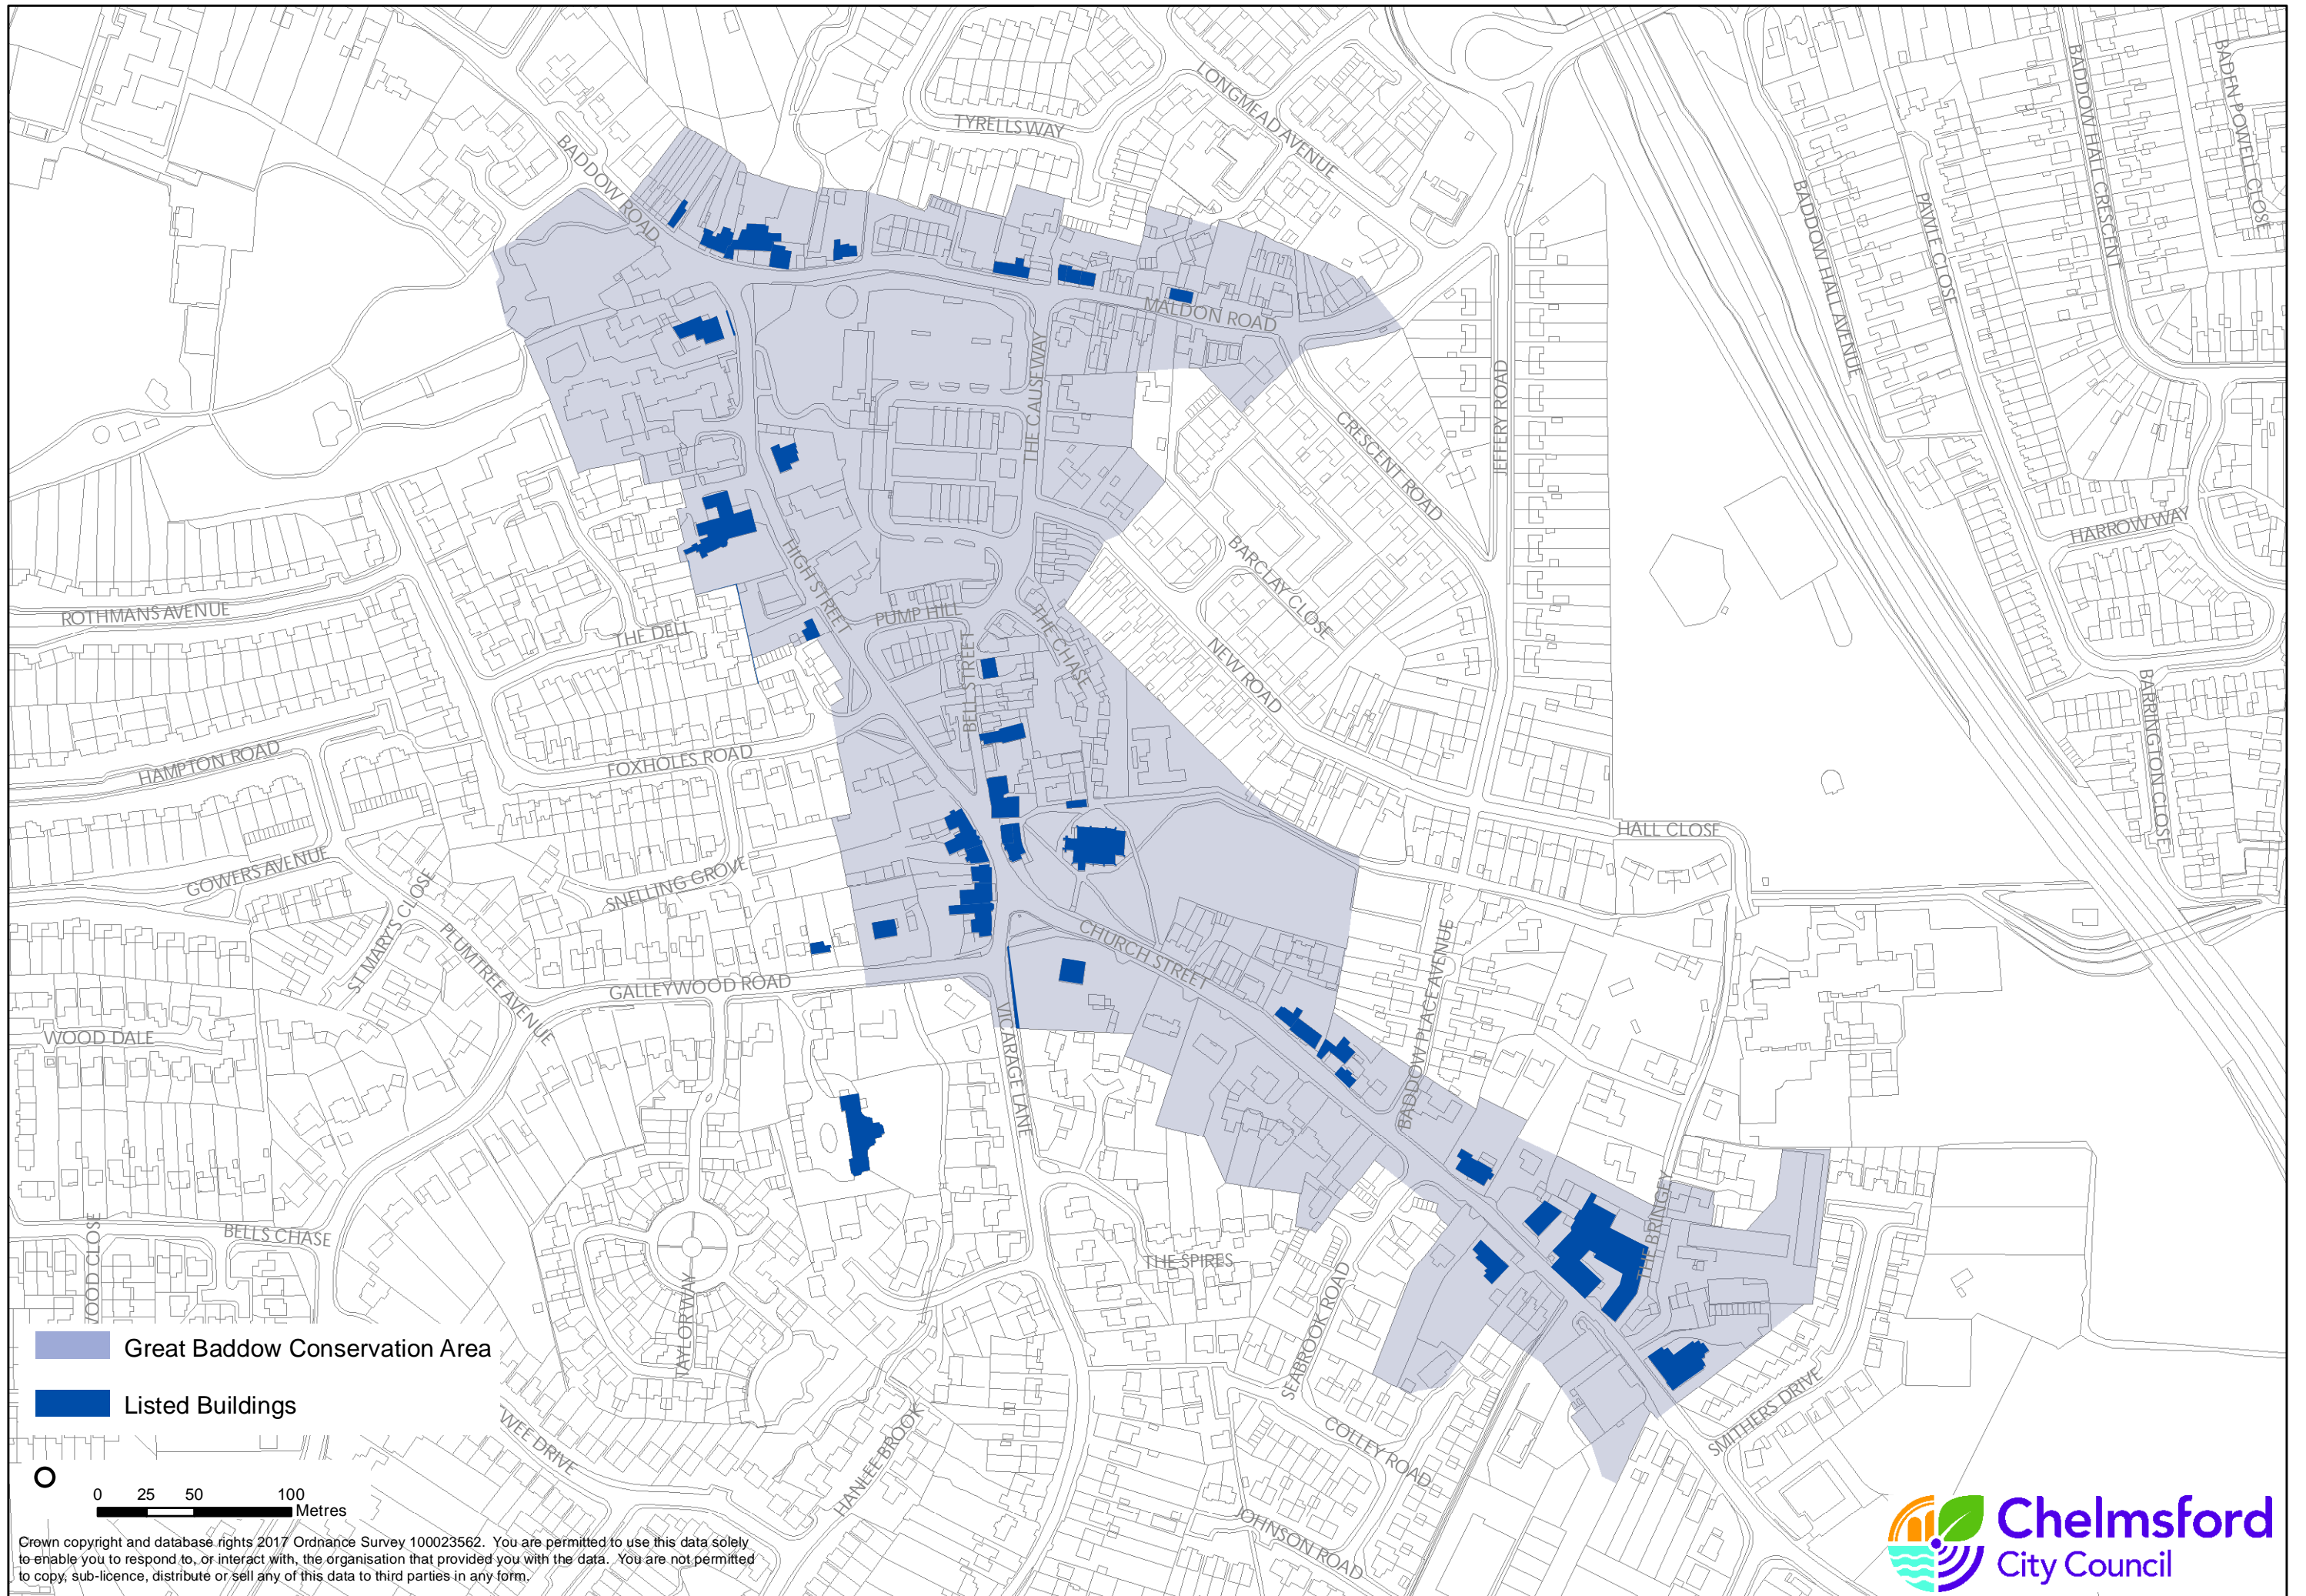 BADDOW ROAD
TYRELLS WAY
LONGMEAD AVENUE
BADDOW HALL CRESCENT
BADEN POWELL CLOSE
BADDOW HALL AVENUE
PAWLE CLOSE
MALDON ROAD
THE CAUSEWAY
JEFFERY ROAD
CRESCENT ROAD
HARROW WAY
HIGH STREET
BARCLAY CLOSE
ROTHMANS AVENUE
THE DELL
PUMP HILL
THE CHASE
BELL STREET
NEW ROAD
BARRINGTON CLOSE
HAMPTON ROAD
FOXHOLES ROAD
HALL CLOSE
GOWERS AVENUE
SNELLING GROVE
ST. MARY'S CLOSE
PLUMTREE AVENUE
CHURCH STREET
BADDOW PLACE AVENUE
GALLEYWOOD ROAD
VICARAGE LANE
WOOD DALE
THE BRINGEY
BELLS CHASE
THE SPIRES
SEABROOK ROAD
TAYLOR WAY
Great Baddow Conservation Area
Listed Buildings
SMITHERS DRIVE
COLLEY ROAD
HANLEE BROOK
JOHNSON ROAD
0 25 50 100
Metres
Crown copyright and database rights 2017 Ordnance Survey 100023562. You are permitted to use this data solely
to enable you to respond to, or interact with, the organisation that provided you with the data. You are not permitted
to copy, sub-licence, distribute or sell any of this data to third parties in any form.
Chelmsford
City Council